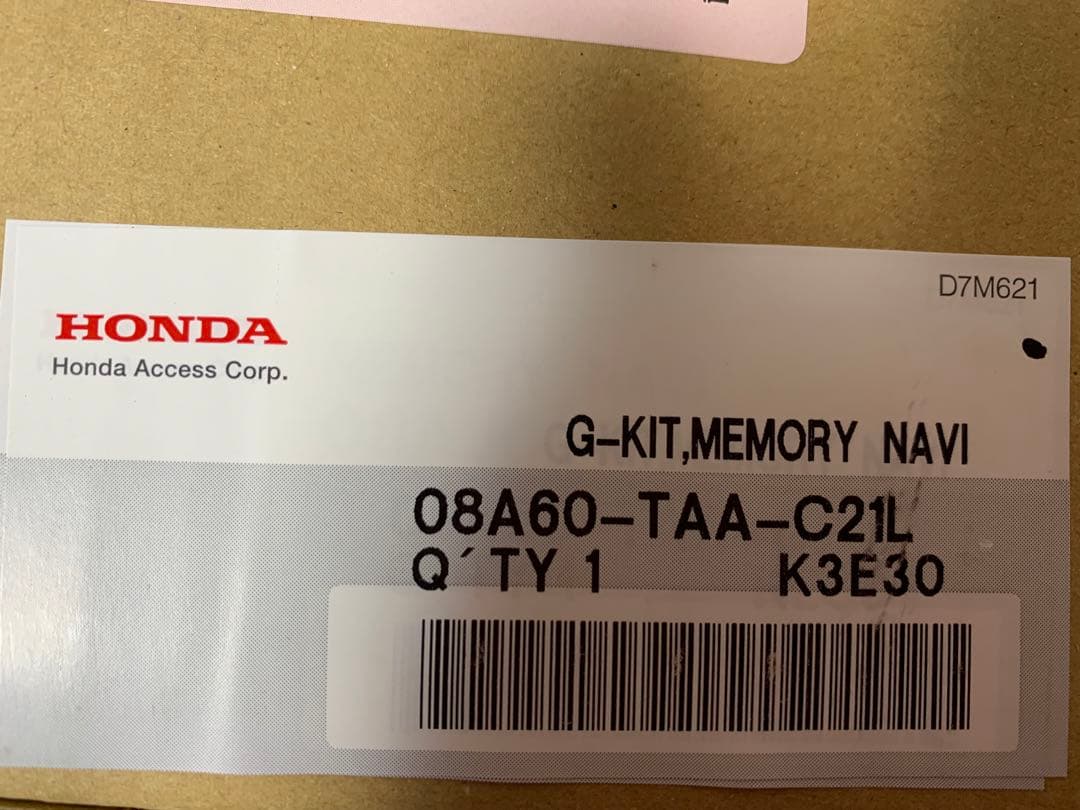 D7M621
HONDA
Honda Access Corp.
G-KIT,MEMORY NAVI
08A60-TAA-C21L
Q´TY 1 K3E30